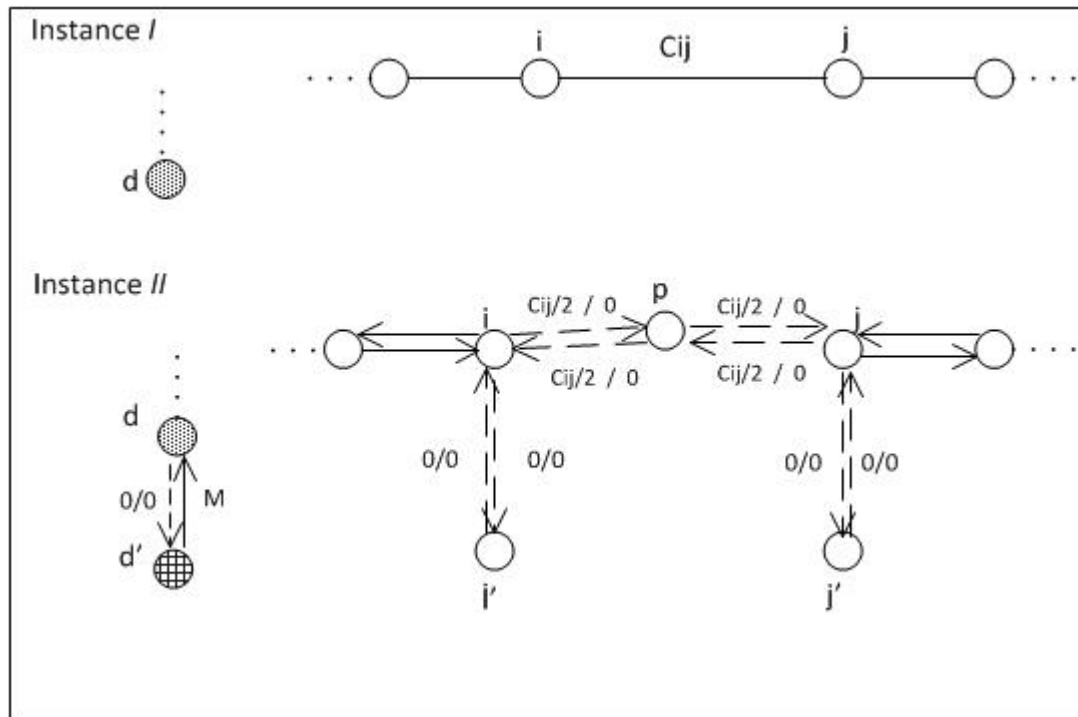 Instance I
i
Cij
j
d
Instance II
p
i
Cij/2 / 0
Cij/2 / 0
j
Cij/2 / 0
Cij/2 / 0
d
0/0
M
0/0
0/0
0/0
0/0
d'
i'
j'